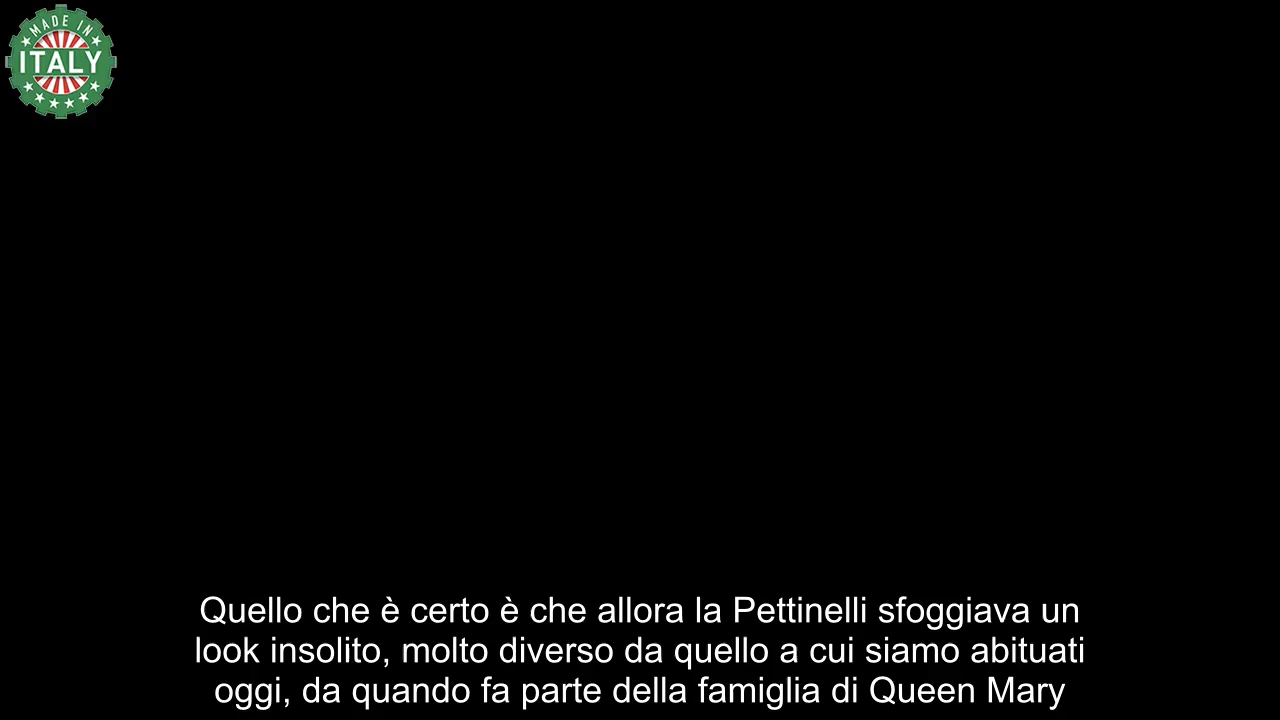 MADE IN
ITALY
Quello che è certo è che allora la Pettinelli sfoggiava un
look insolito, molto diverso da quello a cui siamo abituati
oggi, da quando fa parte della famiglia di Queen Mary